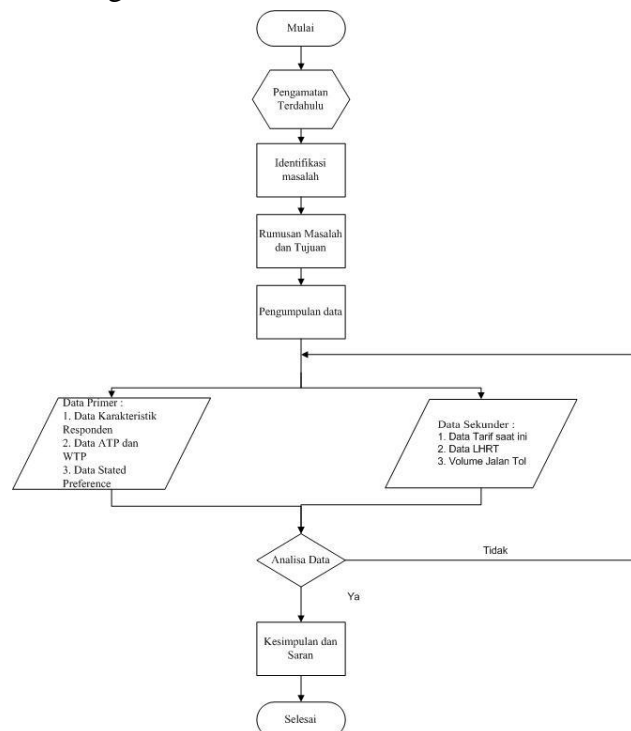 Mulai
Pengamatan
Terdahulu
Identifikasi
masalah
Rumusan Masalah
dan Tujuan
Pengumpulan data
Data Primer :
1. Data Karakteristik
Responden
2. Data ATP dan
WTP
3. Data Stated
Preference
Data Sekunder :
1. Data Tarif saat ini
2. Data LHRT
3. Volume Jalan Tol
Analisa Data
Tidak
Ya
Kesimpulan dan
Saran
Selesai